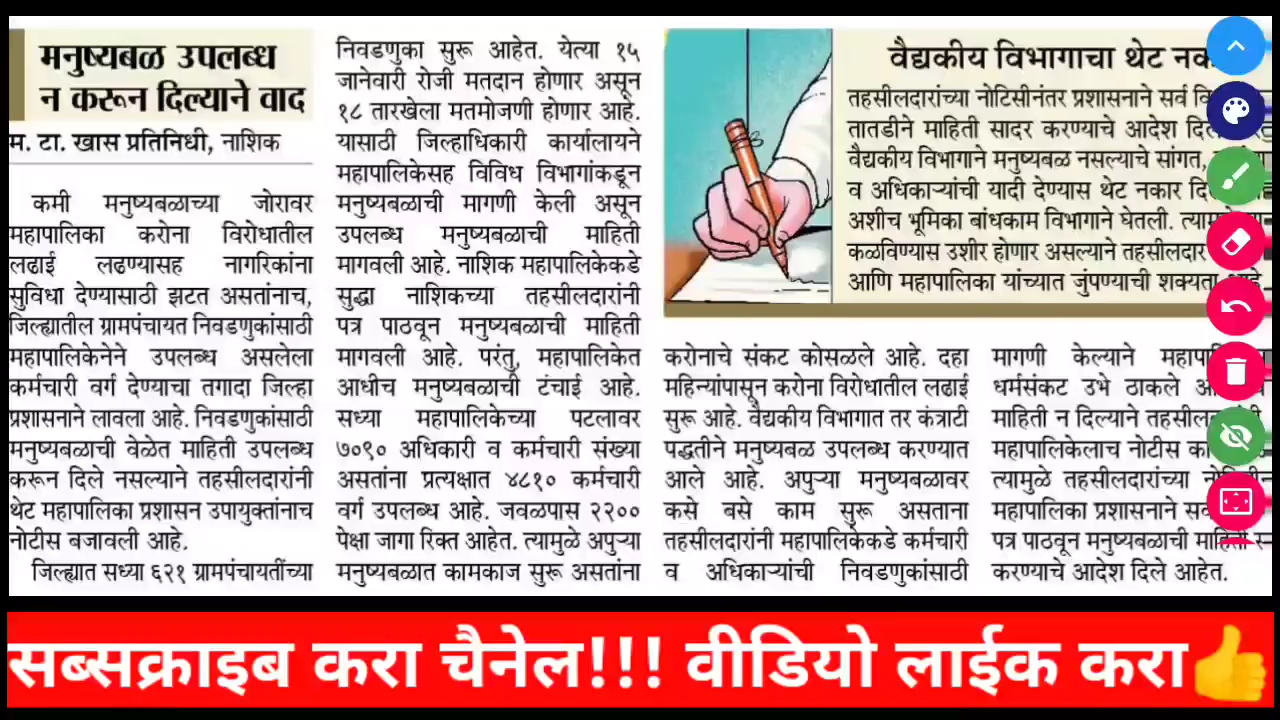 मनुष्यबळ उपलब्ध
न करून दिल्याने वाद
म. टा. खास प्रतिनिधी, नाशिक
कमी मनुष्यबळाच्या जोरावर
महापालिका करोना विरोधातील
लढाई लढण्यासह नागरिकांना
सुविधा देण्यासाठी झटत असतांनाच,
जिल्ह्यातील ग्रामपंचायत निवडणुकांसाठी
महापालिकेनेने उपलब्ध असलेला
कर्मचारी वर्ग देण्याचा तगादा जिल्हा
प्रशासनाने लावला आहे. निवडणुकांसाठी
मनुष्यबळाची वेळेत माहिती उपलब्ध
करून दिले नसल्याने तहसीलदारांनी
थेट महापालिका प्रशासन उपायुक्तांनाच
नोटीस बजावली आहे.
जिल्ह्यात सध्या ६२१ ग्रामपंचायतींच्या
निवडणुका सुरू आहेत. येत्या १५
जानेवारी रोजी मतदान होणार असून
१८ तारखेला मतमोजणी होणार आहे.
यासाठी जिल्हाधिकारी कार्यालायने
महापालिकेसह विविध विभागांकडून
मनुष्यबळाची मागणी केली असून
उपलब्ध मनुष्यबळाची माहिती
मागवली आहे. नाशिक महापालिकेकडे
सुद्धा नाशिकच्या तहसीलदारांनी
पत्र पाठवून मनुष्यबळाची माहिती
मागवली आहे. परंतु, महापालिकेत
आधीच मनुष्यबळाची टंचाई आहे.
सध्या महापालिकेच्या पटलावर
७०९० अधिकारी व कर्मचारी संख्या
असतांना प्रत्यक्षात ४८१० कर्मचारी
वर्ग उपलब्ध आहे. जवळपास २२००
पेक्षा जागा रिक्त आहेत. त्यामुळे अपुऱ्या
मनुष्यबळात कामकाज सुरू असतांना
वैद्यकीय विभागाचा थेट
तहसीलदारांच्या नोटिसीनंतर प्रशासनाने सर्व
तातडीने माहिती सादर करण्याचे आदेश
वैद्यकीय विभागाने मनुष्यबळ नसल्याचे सांगत,
व अधिकाऱ्यांची यादी देण्यास थेट नकार
अशीच भूमिका बांधकाम विभागाने घेतली.
कळविण्यास उशीर होणार असल्याने तहसीलदार
आणि महापालिका यांच्यात जुंपण्याची शक्यता
करोनाचे संकट कोसळले आहे. दहा
महिन्यांपासून करोना विरोधातील लढाई
सुरू आहे. वैद्यकीय विभागात तर कंत्राटी
पद्धतीने मनुष्यबळ उपलब्ध करण्यात
आले आहे. अपुऱ्या मनुष्यबळावर
कसे बसे काम सुरू असताना
तहसीलदारांनी महापालिकेकडे कर्मचारी
व अधिकाऱ्यांची निवडणुकांसाठी
मागणी केल्याने
धर्मसंकट उभे ठाकले
माहिती न दिल्याने
महापालिकेलाच नोटीस
त्यामुळे तहसीलदारांच्या
महापालिका प्रशासनाने
पत्र पाठवून मनुष्यबळाची
करण्याचे आदेश दिले आहेत.
सब्सक्राइब करा चैनेल!!! वीडियो लाईक करा